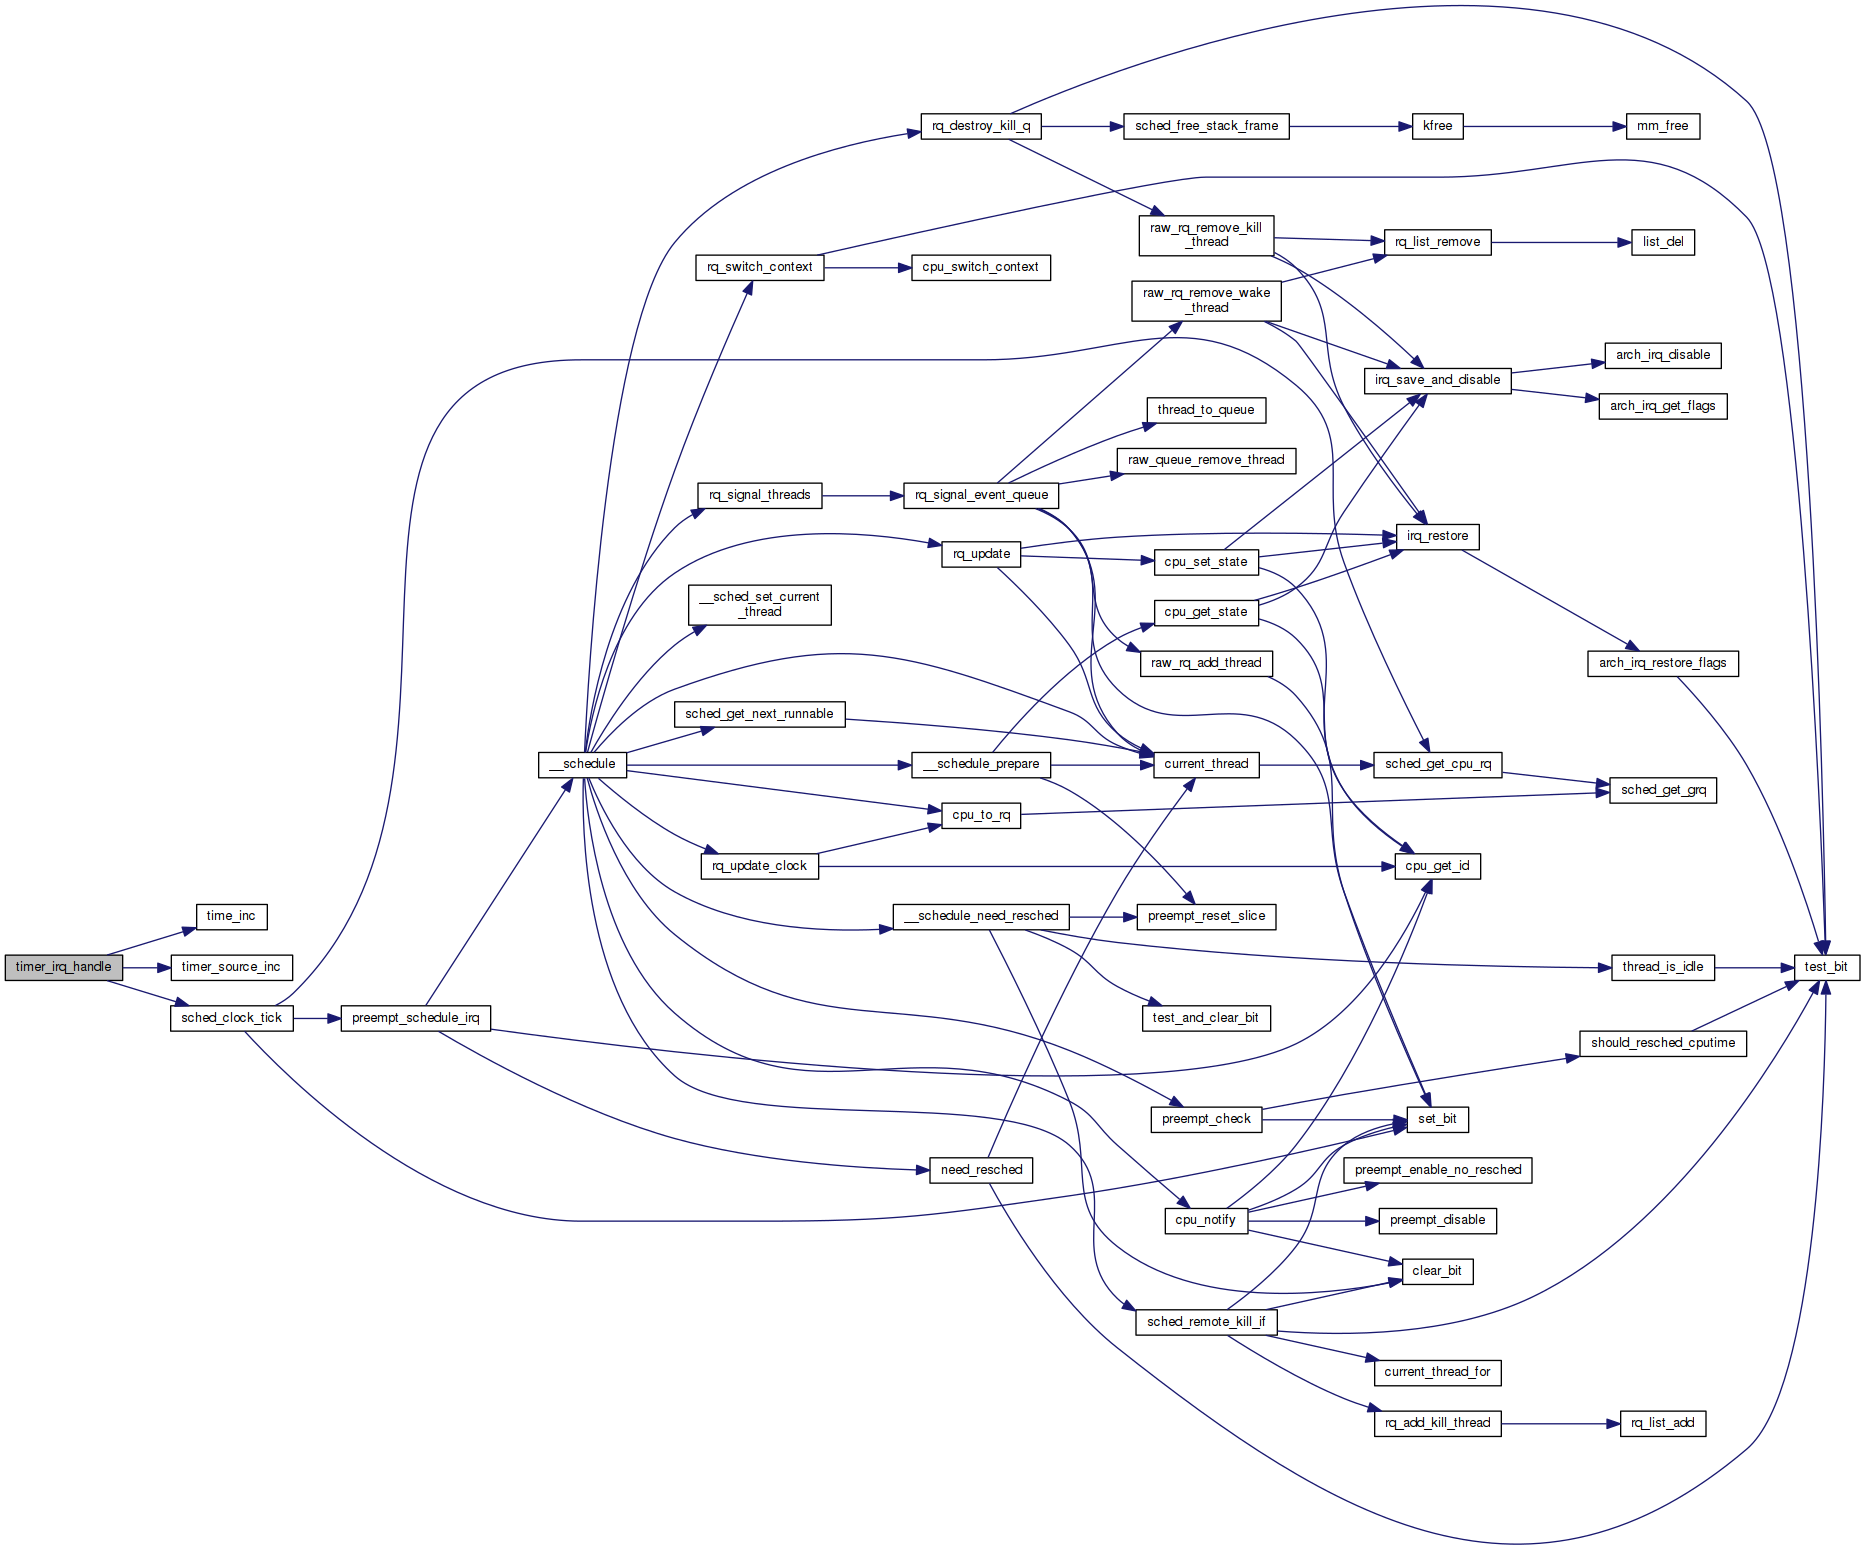 timer_irq_handle
time_inc
timer_source_inc
sched_clock_tick
preempt_schedule_irq
__schedule
rq_switch_context
rq_signal_threads
__sched_set_current
_thread
sched_get_next_runnable
rq_update_clock
rq_destroy_kill_q
cpu_switch_context
rq_signal_event_queue
rq_update
__schedule_prepare
cpu_to_rq
__schedule_need_resched
need_resched
sched_free_stack_frame
raw_rq_remove_kill
_thread
raw_rq_remove_wake
_thread
thread_to_queue
raw_queue_remove_thread
cpu_set_state
cpu_get_state
raw_rq_add_thread
current_thread
preempt_reset_slice
test_and_clear_bit
preempt_check
cpu_notify
sched_remote_kill_if
kfree
rq_list_remove
irq_save_and_disable
irq_restore
sched_get_cpu_rq
cpu_get_id
set_bit
preempt_enable_no_resched
preempt_disable
clear_bit
current_thread_for
rq_add_kill_thread
mm_free
list_del
arch_irq_disable
arch_irq_get_flags
arch_irq_restore_flags
sched_get_grq
thread_is_idle
should_resched_cputime
rq_list_add
test_bit